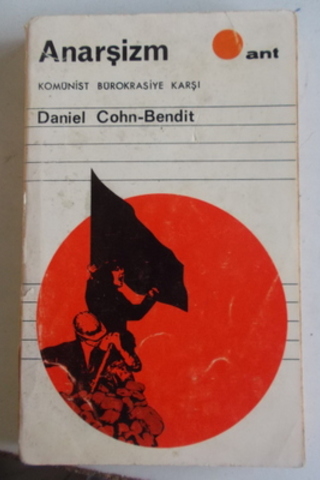 Anarşizm
ant
KOMÜNİST BÜROKRASİYE KARŞI
Daniel Cohn-Bendit